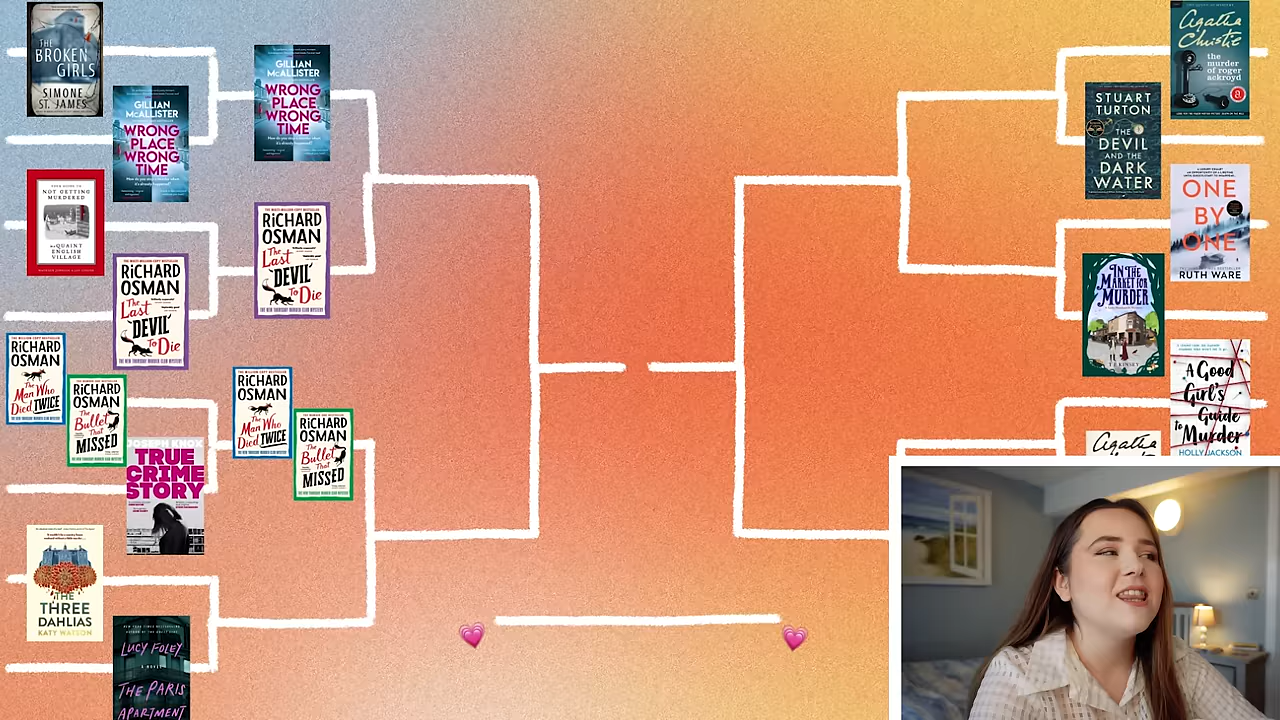 THE
BROKEN
GIRLS
SIMONE
ST. JAMES
GILLIAN
McALLISTER
WRONG
PLACE
WRONG
TIME
GILLIAN
McALLISTER
WRONG
PLACE
WRONG
TIME
NOT GETTING
MURDERED
IN A QUAINT
ENGLISH
VILLAGE
RICHARD
OSMAN
The
Last
'DEVIL'
To Die
RICHARD
OSMAN
The
Last
'DEVIL'
To Die
RICHARD
OSMAN
The
Man Who
Died TWICE
RICHARD
OSMAN
The
Bullet
That
MISSED
JOSEPH KNOX
TRUE
CRIME
STORY
RICHARD
OSMAN
The
Man Who
Died TWICE
RICHARD
OSMAN
The
Bullet
That
MISSED
THE
THREE
DAHLIAS
KATY WATSON
LUCY FOLEY
A NOVEL
THE PARIS
APARTMENT
Agatha
Christie
the
murder
of roger
ackroyd
STUART
TURTON
THE
DEVIL
AND THE
DARK
WATER
ONE
BY
ONE
RUTH WARE
IN THE
MARKET FOR
MURDER
T E KINSEY
A Good
Girl's
Guide
to
Murder
HOLLY JACKSON
Agatha